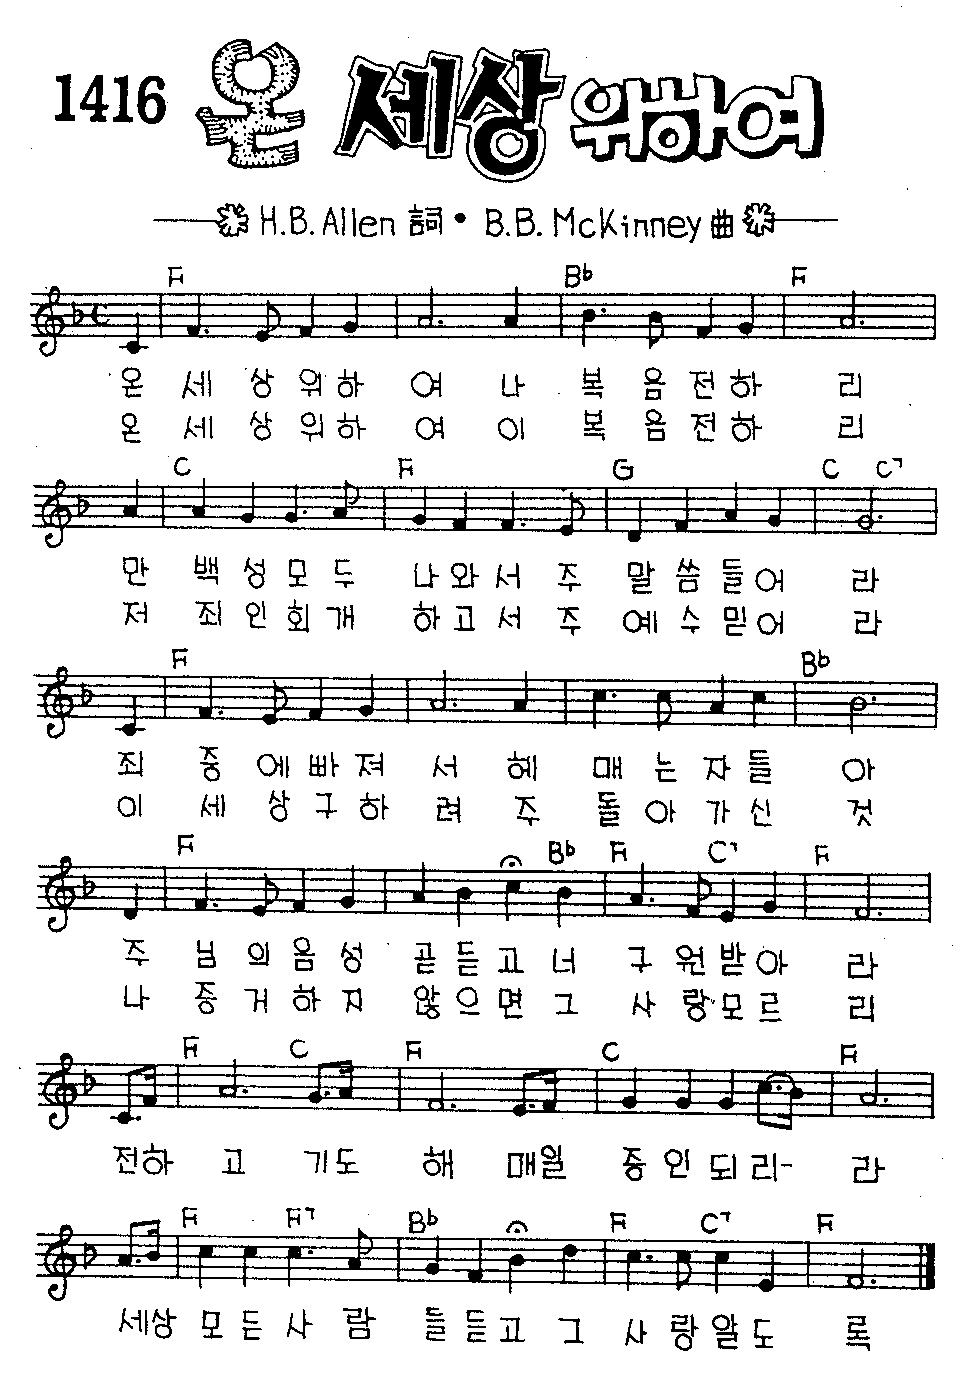 1416 온 세상 위하여
H.B. Allen 詞 • B.B. McKinney 曲
F B♭ F
온 세 상 위 하 여 나 복 음 전 하 리
온 세 상 위 하 여 이 복 음 전 하 리
C F G C C7
만 백 성 모 두 나 와 서 주 말 씀 들 어 라
저 죄 인 회 개 하 고 서 주 예 수 믿 어 라
F B♭
죄 중 에 빠 져 서 헤 매 는 자 들 아
이 세 상 구 하 려 주 돌 아 가 신 것
F B♭ F C7 F
주 님 의 음 성 곧 듣 고 너 구 원 받 아 라
나 증 거 하 지 않 으 면 그 사 랑 모 르 리
F C F C F
전하 고 기도 해 매일 증 인 되 리- 라
F F7 B♭ F C7 F
세상 모 든 사 람 들 듣 고 그 사 랑 알 도 록